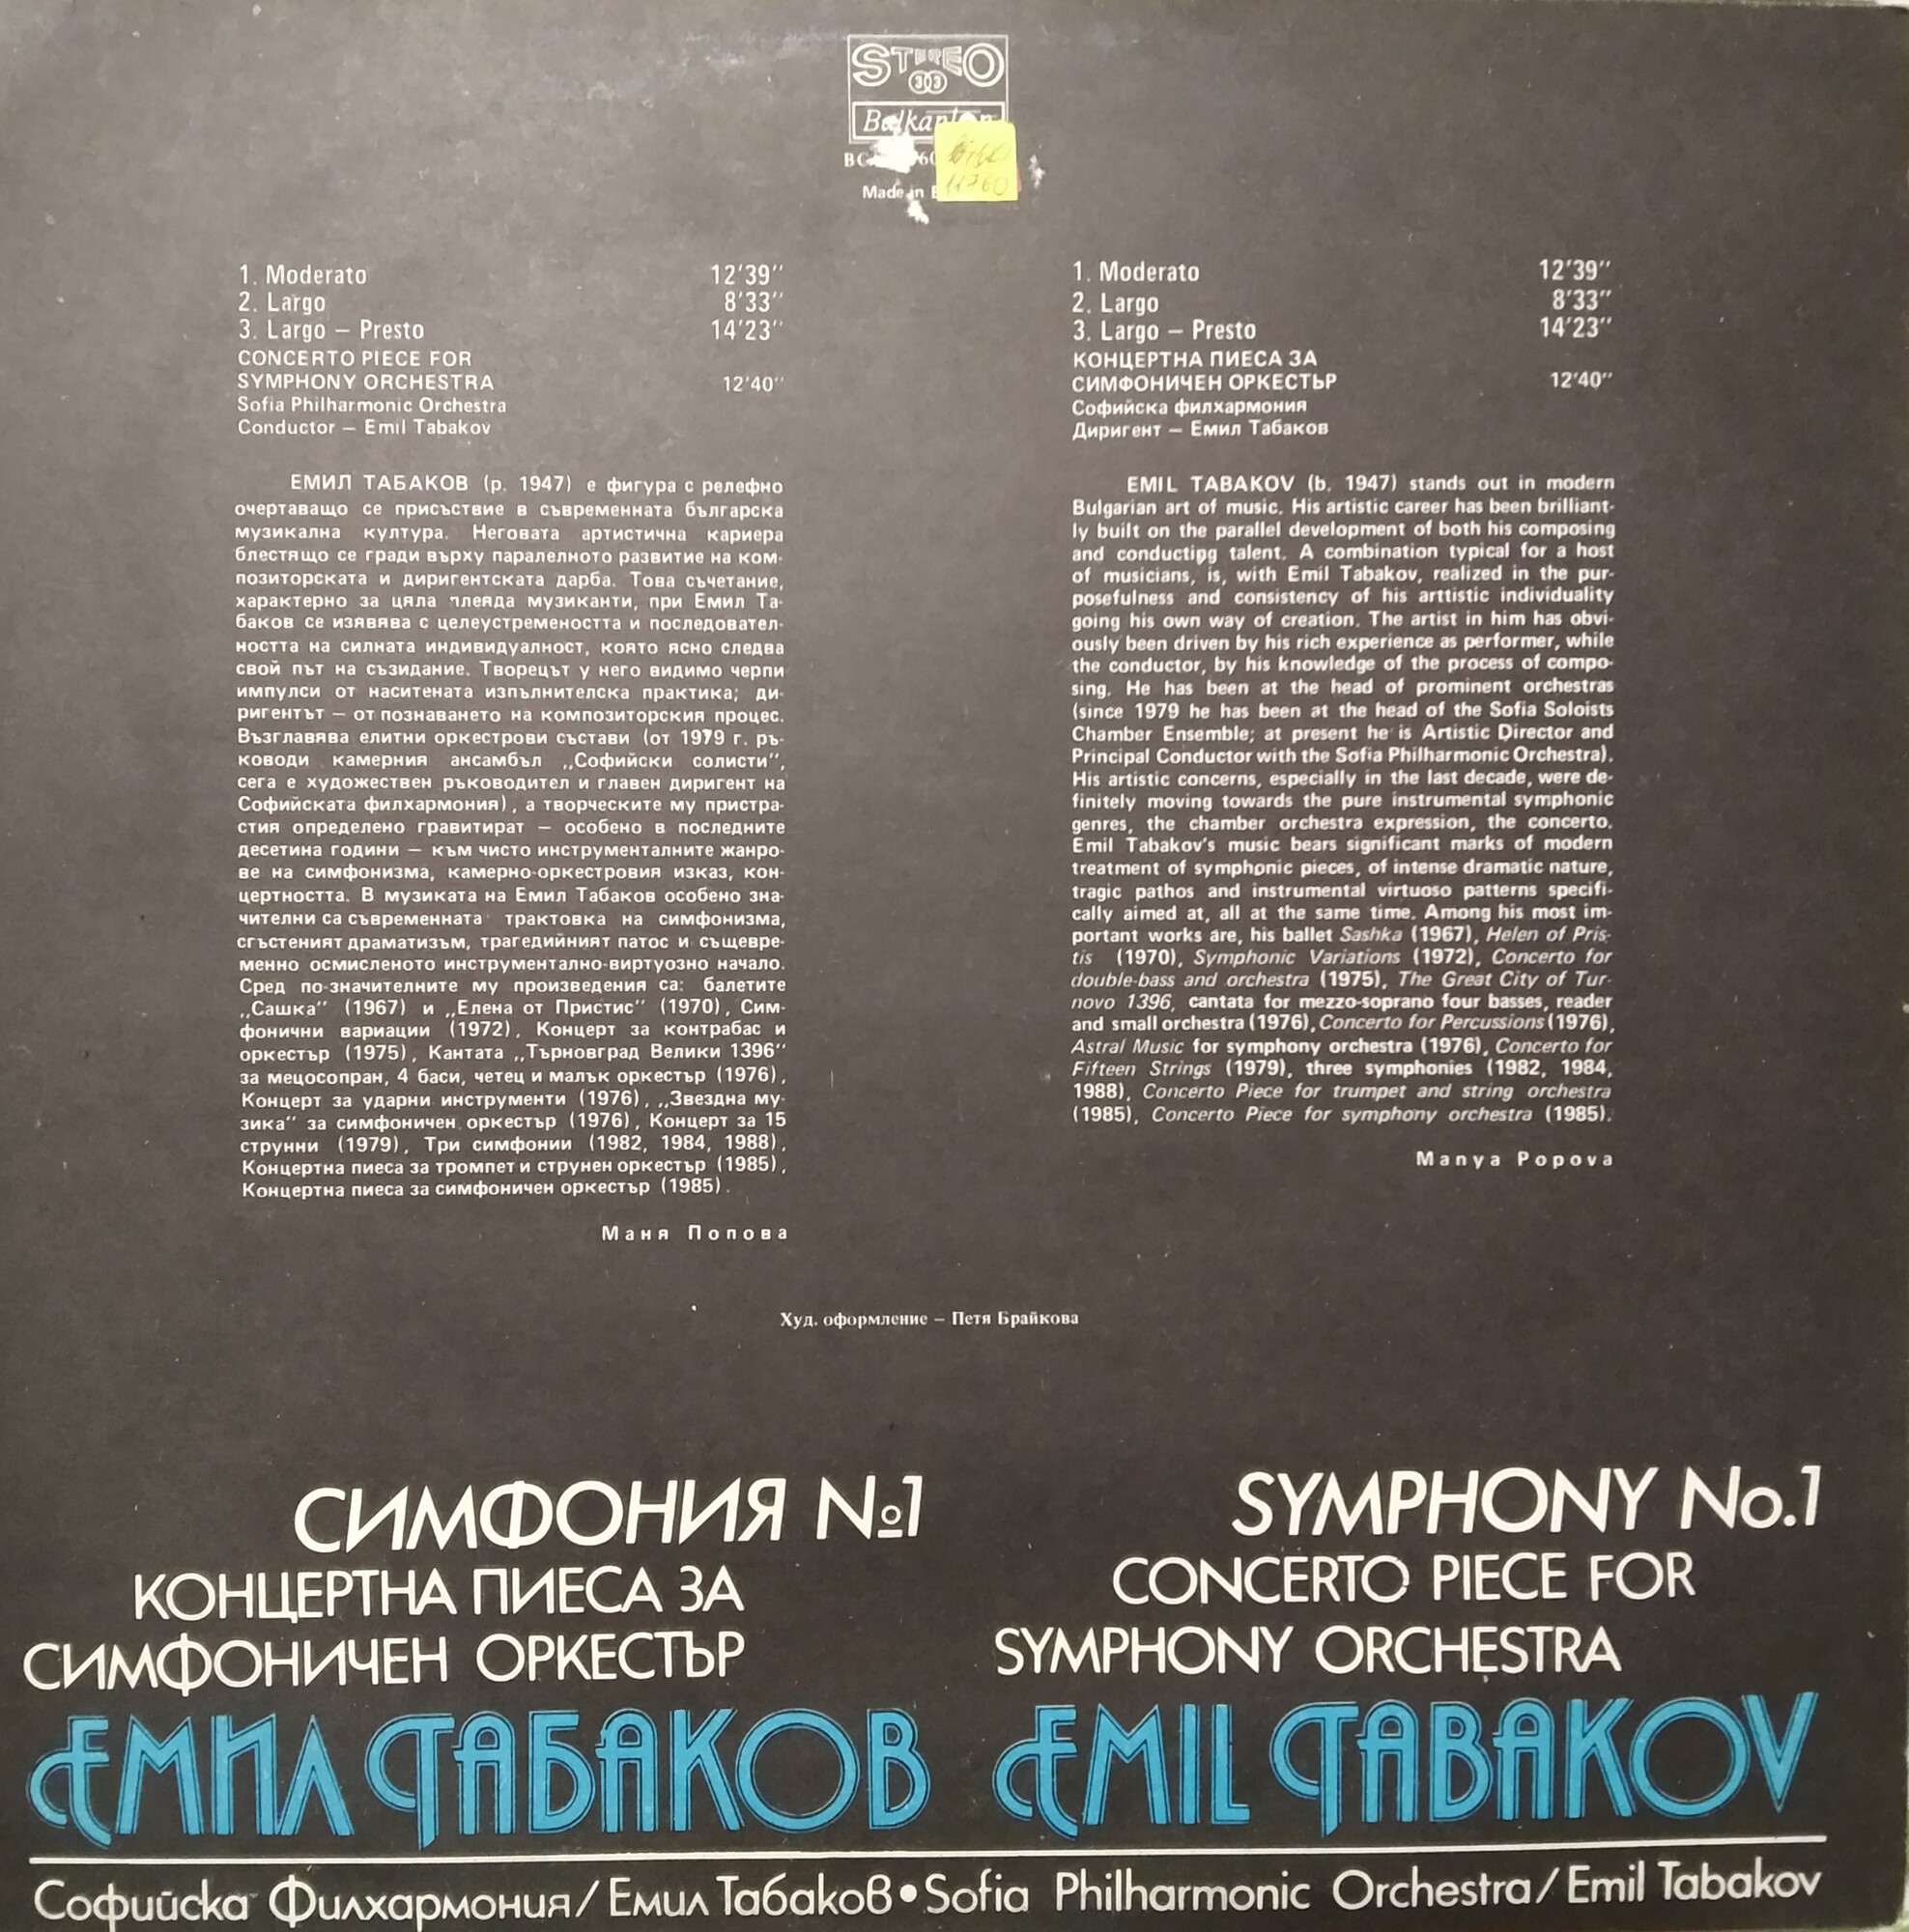 STEREO
33
Balkanton
Made in
11760
1. Moderato 12'39''
2. Largo 8'33''
3. Largo – Presto 14'23''
CONCERTO PIECE FOR
SYMPHONY ORCHESTRA 12'40''
Sofia Philharmonic Orchestra
Conductor – Emil Tabakov
ЕМИЛ ТАБАКОВ (р. 1947) е фигура с релефно
очертаващо се присъствие в съвременната българска
музикална култура. Неговата артистична кариера
блестящо се гради върху паралелното развитие на ком-
позиторската и диригентската дарба. Това съчетание,
характерно за цяла плеяда музиканти, при Емил Та-
баков се изявява с целеустремеността и последовател-
ността на силната индивидуалност, която ясно следва
свой път на съзидание. Творецът у него видимо черпи
импулси от наситената изпълнителска практика; ди-
ригентът – от познаването на композиторския процес.
Възглавява елитни оркестрови състави (от 1979 г. ръ-
ководи камерния ансамбъл „Софийски солисти",
сега е художествен ръководител и главен диригент на
Софийската филхармония), а творческите му пристра-
стия определено гравитират – особено в последните
десетина години – към чисто инструменталните жанро-
ве на симфонизма, камерно-оркестровия изказ, кон-
цертността. В музиката на Емил Табаков особено зна-
чителни са съвременната трактовка на симфонизма,
сгъстеният драматизъм, трагедийният патос и същевре-
менно осмисленото инструментално-виртуозно начало.
Сред по-значителните му произведения са: балетите
„Сашка" (1967) и „Елена от Пристис" (1970), Сим-
фонични вариации (1972), Концерт за контрабас и
оркестър (1975), Кантата „Търновград Велики 1396"
за мецосопран, 4 баси, четец и малък оркестър (1976),
Концерт за ударни инструменти (1976), „Звездна му-
зика" за симфоничен оркестър (1976), Концерт за 15
струнни (1979), Три симфонии (1982, 1984, 1988),
Концертна пиеса за тромпет и струнен оркестър (1985),
Концертна пиеса за симфоничен оркестър (1985).
Маня Попова
1. Moderato 12'39''
2. Largo 8'33''
3. Largo – Presto 14'23''
КОНЦЕРТНА ПИЕСА ЗА
СИМФОНИЧЕН ОРКЕСТЪР 12'40''
Софийска филхармония
Диригент – Емил Табаков
EMIL TABAKOV (b. 1947) stands out in modern
Bulgarian art of music. His artistic career has been brilliant-
ly built on the parallel development of both his composing
and conducting talent. A combination typical for a host
of musicians, is, with Emil Tabakov, realized in the pur-
posefulness and consistency of his arttistic individuality
going his own way of creation. The artist in him has obvi-
ously been driven by his rich experience as performer, while
the conductor, by his knowledge of the process of compo-
sing. He has been at the head of prominent orchestras
(since 1979 he has been at the head of the Sofia Soloists
Chamber Ensemble; at present he is Artistic Director and
Principal Conductor with the Sofia Philharmonic Orchestra).
His artistic concerns, especially in the last decade, were de-
finitely moving towards the pure instrumental symphonic
genres, the chamber orchestra expression, the concerto.
Emil Tabakov's music bears significant marks of modern
treatment of symphonic pieces, of intense dramatic nature,
tragic pathos and instrumental virtuoso patterns specifi-
cally aimed at, all at the same time. Among his most im-
portant works are, his ballet Sashka (1967), Helen of Pris-
tis (1970), Symphonic Variations (1972), Concerto for
double-bass and orchestra (1975), The Great City of Tur-
novo 1396, cantata for mezzo-soprano four basses, reader
and small orchestra (1976), Concerto for Percussions (1976),
Astral Music for symphony orchestra (1976), Concerto for
Fifteen Strings (1979), three symphonies (1982, 1984,
1988), Concerto Piece for trumpet and string orchestra
(1985), Concerto Piece for symphony orchestra (1985).
Manya Popova
Худ. оформление – Петя Брайкова
СИМФОНИЯ №1
КОНЦЕРТНА ПИЕСА ЗА
СИМФОНИЧЕН ОРКЕСТЪР
ЕМИЛ ТАБАКОВ
SYMPHONY No.1
CONCERTO PIECE FOR
SYMPHONY ORCHESTRA
EMIL TABAKOV
Софийска Филхармония/Емил Табаков • Sofia Philharmonic Orchestra/Emil Tabakov